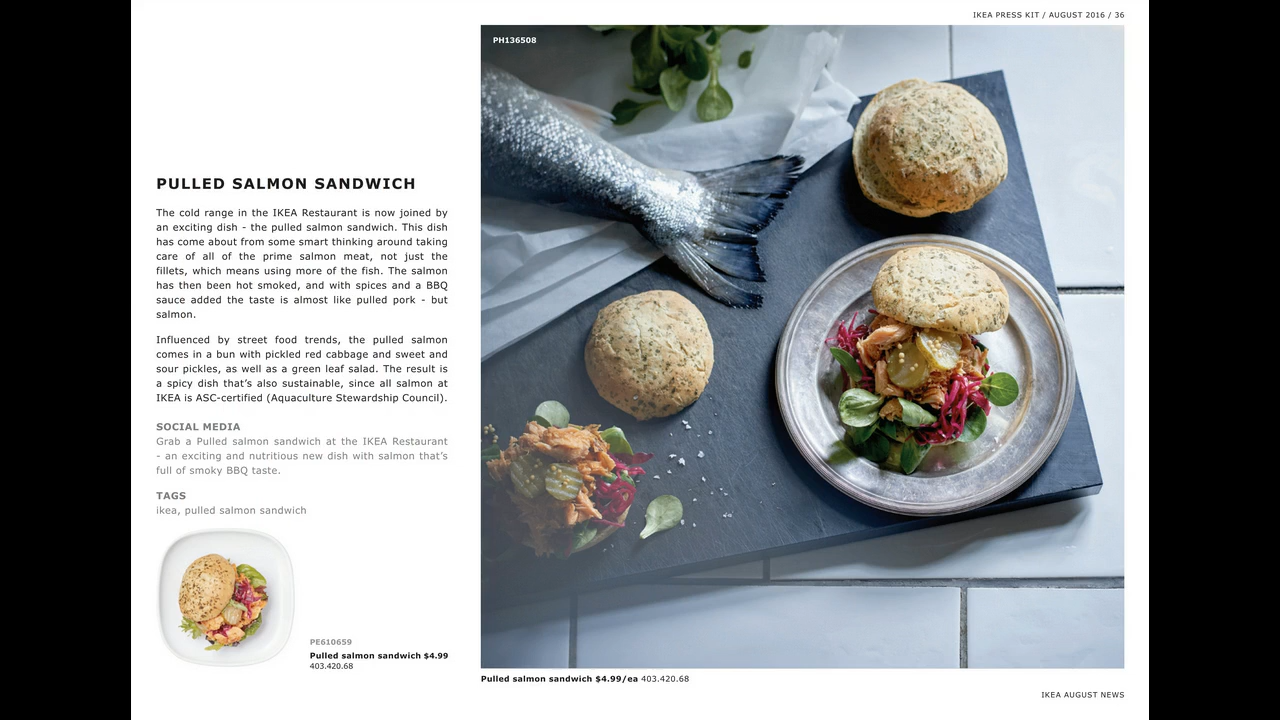 IKEA PRESS KIT / AUGUST 2016 / 36
PH136508
PULLED SALMON SANDWICH
The cold range in the IKEA Restaurant is now joined by
an exciting dish - the pulled salmon sandwich. This dish
has come about from some smart thinking around taking
care of all of the prime salmon meat, not just the
fillets, which means using more of the fish. The salmon
has then been hot smoked, and with spices and a BBQ
sauce added the taste is almost like pulled pork - but
salmon.
Influenced by street food trends, the pulled salmon
comes in a bun with pickled red cabbage and sweet and
sour pickles, as well as a green leaf salad. The result is
a spicy dish that’s also sustainable, since all salmon at
IKEA is ASC-certified (Aquaculture Stewardship Council).
SOCIAL MEDIA
Grab a Pulled salmon sandwich at the IKEA Restaurant
- an exciting and nutritious new dish with salmon that’s
full of smoky BBQ taste.
TAGS
ikea, pulled salmon sandwich
PE610659
Pulled salmon sandwich $4.99
403.420.68
Pulled salmon sandwich $4.99/ea 403.420.68
IKEA AUGUST NEWS